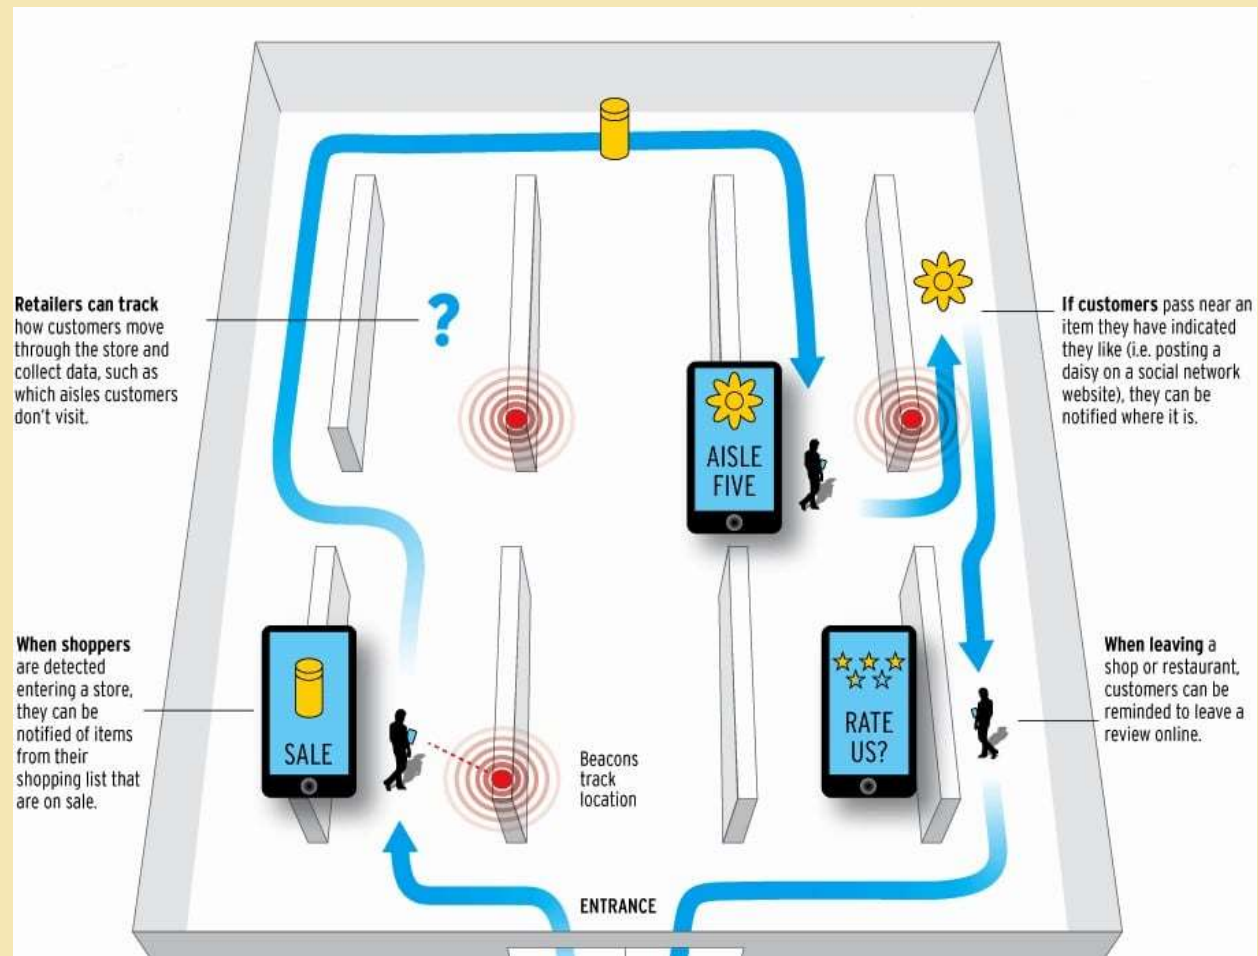 Retailers can track
how customers move
through the store and
collect data, such as
which aisles customers
don't visit.
?
If customers pass near an
item they have indicated
they like (i.e. posting a
daisy on a social network
website), they can be
notified where it is.
AISLE
FIVE
When shoppers
are detected
entering a store,
they can be
notified of items
from their
shopping list that
are on sale.
SALE
Beacons
track
location
RATE
US?
When leaving a
shop or restaurant,
customers can be
reminded to leave a
review online.
ENTRANCE